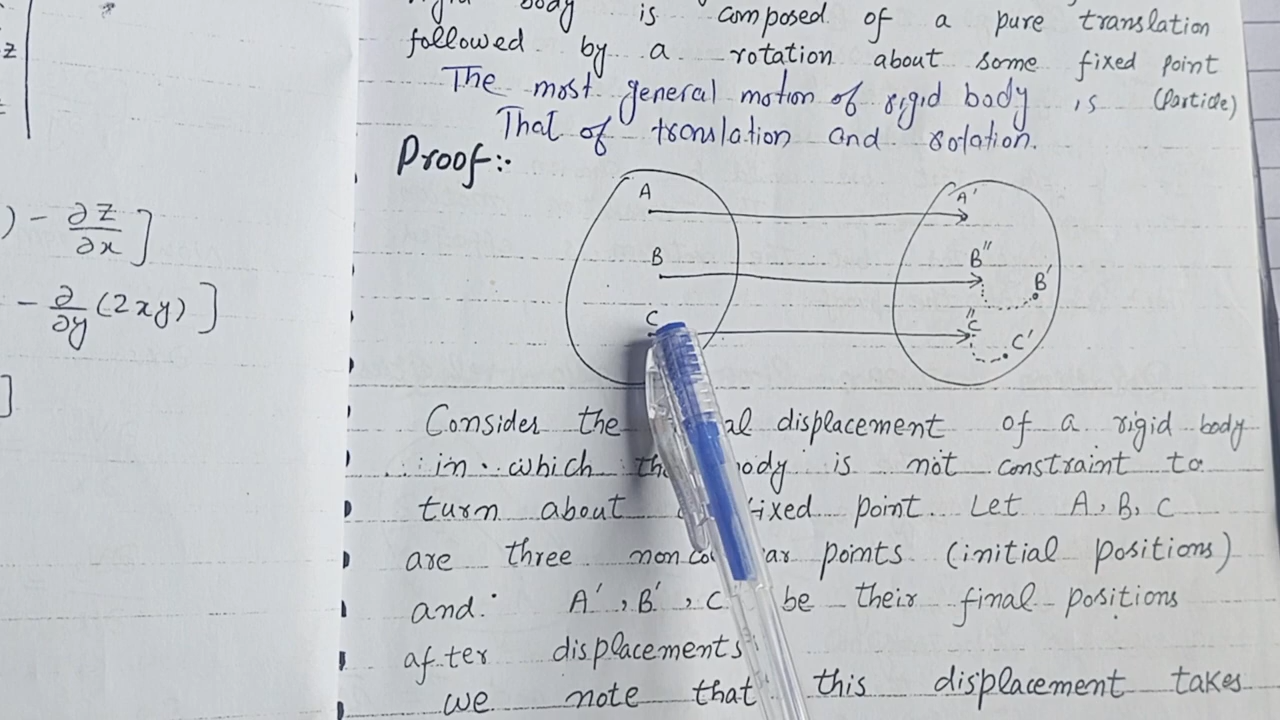 z
) - ∂z/∂x ]
- ∂/∂y (2xy) ]
]
rigid body is composed of a pure translation
followed by a rotation about some fixed point
(Particle)
The most general motion of rigid body is
That of translation and rotation.
Proof:-
A A'
B B'' B'
C C'' C'
Consider the al displacement of a rigid body
in which the body is not constraint to
turn about fixed point. Let A, B, C
are three points (initial positions)
and A', B', C be their final positions
after displacements
we note that this displacement takes